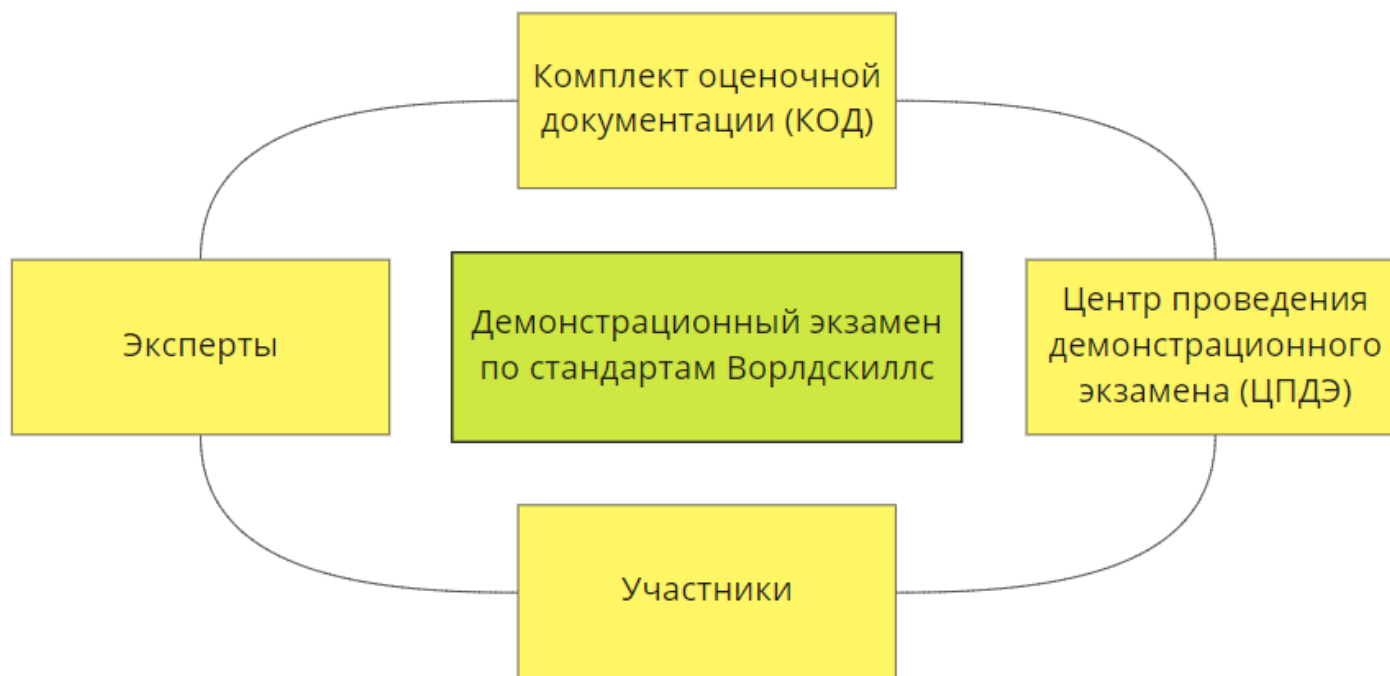 Комплект оценочной
документации (КОД)
Эксперты
Демонстрационный экзамен
по стандартам Ворлдскиллс
Центр проведения
демонстрационного
экзамена (ЦПДЭ)
Участники